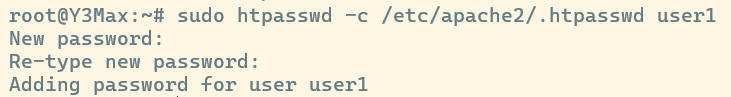 root@Y3Max:~# sudo htpasswd -c /etc/apache2/.htpasswd user1
New password:
Re-type new password:
Adding password for user user1